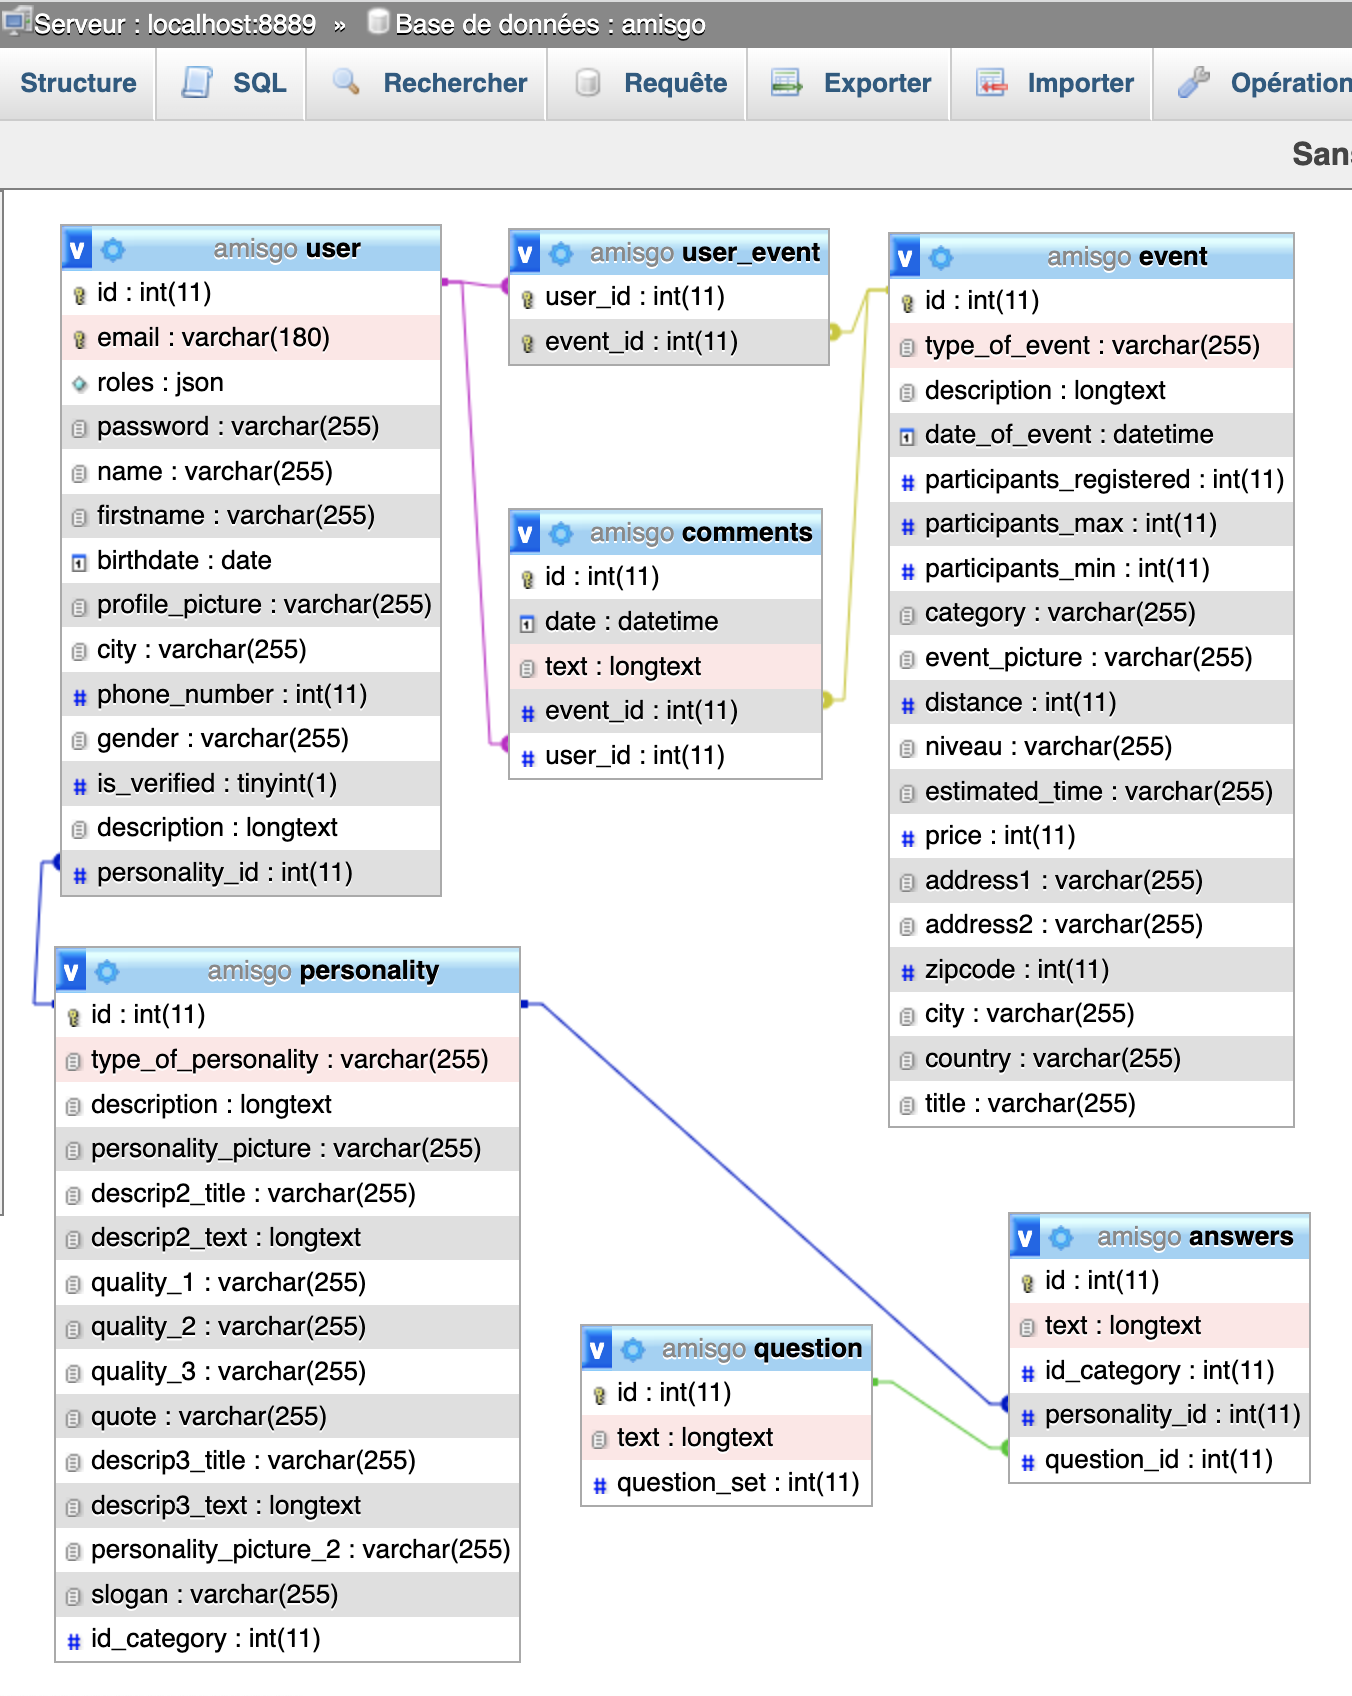 Serveur : localhost:8889 » Base de données : amisgo
Structure SQL Rechercher Requête Exporter Importer Opération
Sans
v amisgo user
id : int(11)
email : varchar(180)
roles : json
password : varchar(255)
name : varchar(255)
firstname : varchar(255)
birthdate : date
profile_picture : varchar(255)
city : varchar(255)
# phone_number : int(11)
gender : varchar(255)
# is_verified : tinyint(1)
description : longtext
# personality_id : int(11)
v amisgo user_event
user_id : int(11)
event_id : int(11)
v amisgo event
id : int(11)
type_of_event : varchar(255)
description : longtext
date_of_event : datetime
# participants_registered : int(11)
# participants_max : int(11)
# participants_min : int(11)
category : varchar(255)
event_picture : varchar(255)
# distance : int(11)
niveau : varchar(255)
estimated_time : varchar(255)
# price : int(11)
address1 : varchar(255)
address2 : varchar(255)
# zipcode : int(11)
city : varchar(255)
country : varchar(255)
title : varchar(255)
v amisgo comments
id : int(11)
date : datetime
text : longtext
# event_id : int(11)
# user_id : int(11)
v amisgo personality
id : int(11)
type_of_personality : varchar(255)
description : longtext
personality_picture : varchar(255)
descrip2_title : varchar(255)
descrip2_text : longtext
quality_1 : varchar(255)
quality_2 : varchar(255)
quality_3 : varchar(255)
quote : varchar(255)
descrip3_title : varchar(255)
descrip3_text : longtext
personality_picture_2 : varchar(255)
slogan : varchar(255)
# id_category : int(11)
v amisgo question
id : int(11)
text : longtext
# question_set : int(11)
v amisgo answers
id : int(11)
text : longtext
# id_category : int(11)
# personality_id : int(11)
# question_id : int(11)